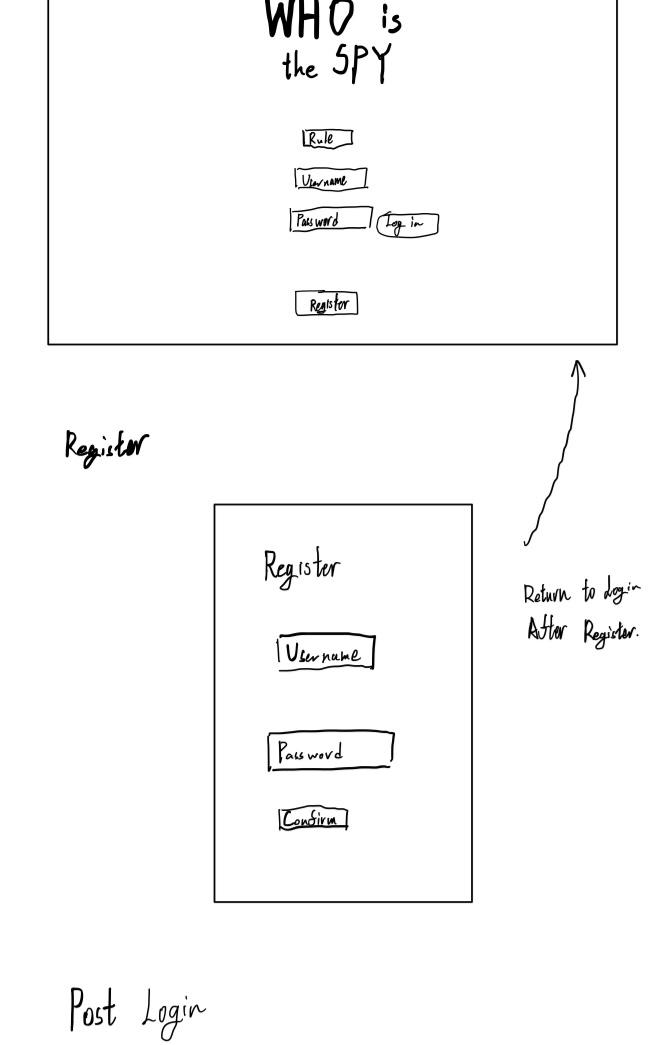 WHO is
the SPY
Rule
Username
Password
Log in
Register
Register
Register
Username
Password
Confirm
Return to Login
After Register.
Post Login